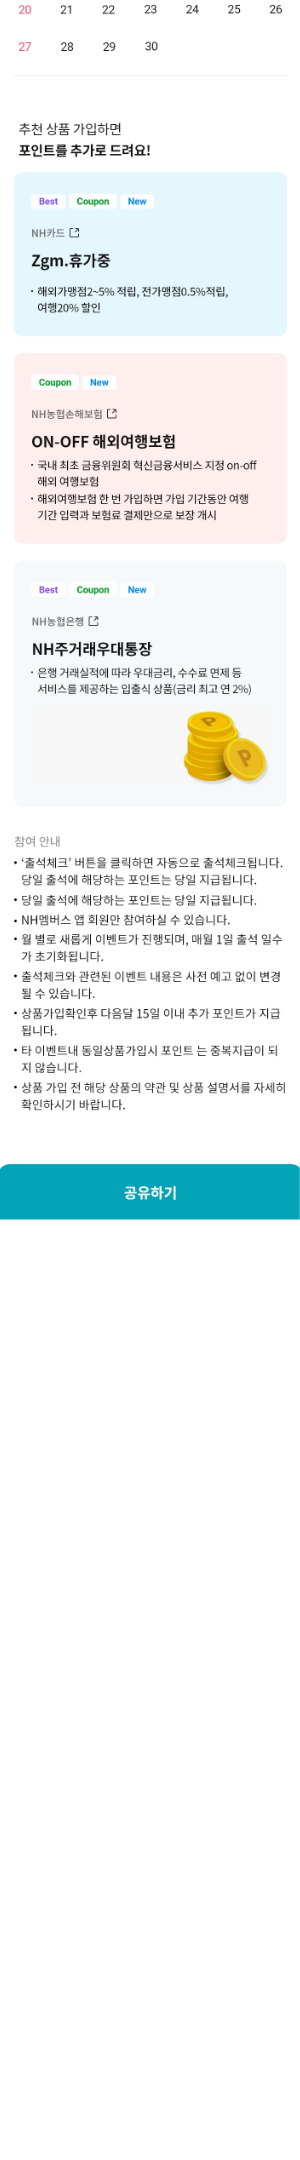 20 21 22 23 24 25 26
27 28 29 30
추천 상품 가입하면
포인트를 추가로 드려요!
Best Coupon New
NH카드
Zgm.휴가중
· 해외가맹점2~5% 적립, 전가맹점0.5%적립,
여행20% 할인
Coupon New
NH농협손해보험
ON-OFF 해외여행보험
· 국내 최초 금융위원회 혁신금융서비스 지정 on-off
해외 여행보험
· 해외여행보험 한 번 가입하면 가입 기간동안 여행
기간 입력과 보험료 결제만으로 보장 개시
Best Coupon New
NH농협은행
NH주거래우대통장
· 은행 거래실적에 따라 우대금리, 수수료 면제 등
서비스를 제공하는 입출식 상품(금리 최고 연 2%)
P
P
참여 안내
• ‘출석체크’ 버튼을 클릭하면 자동으로 출석체크됩니다.
당일 출석에 해당하는 포인트는 당일 지급됩니다.
• 당일 출석에 해당하는 포인트는 당일 지급됩니다.
• NH멤버스 앱 회원만 참여하실 수 있습니다.
• 월 별로 새롭게 이벤트가 진행되며, 매월 1일 출석 일수
가 초기화됩니다.
• 출석체크와 관련된 이벤트 내용은 사전 예고 없이 변경
될 수 있습니다.
• 상품가입확인후 다음달 15일 이내 추가 포인트가 지급
됩니다.
• 타 이벤트내 동일상품가입시 포인트 는 중복지급이 되
지 않습니다.
• 상품 가입 전 해당 상품의 약관 및 상품 설명서를 자세히
확인하시기 바랍니다.
공유하기